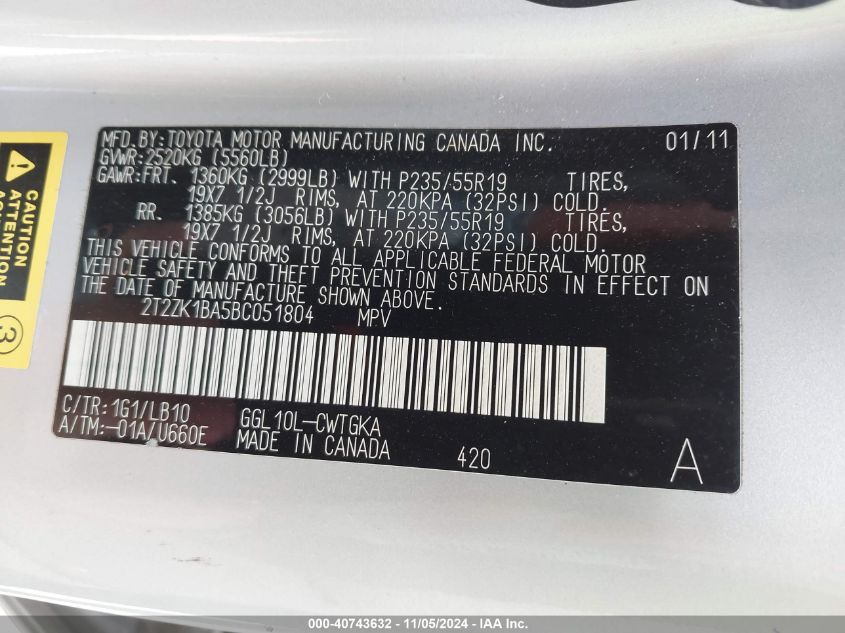 MFD.BY:TOYOTA MOTOR MANUFACTURING CANADA INC. 01/11
GVWR:2520KG (5560LB)
GAWR:FRT. 1360KG (2999LB) WITH P235/55R19 TIRES,
19X7 1/2J RIMS, AT 220KPA (32PSI) COLD.
RR. 1385KG (3056LB) WITH P235/55R19 TIRES,
19X7 1/2J RIMS, AT 220KPA (32PSI) COLD.
THIS VEHICLE CONFORMS TO ALL APPLICABLE FEDERAL MOTOR
VEHICLE SAFETY AND THEFT PREVENTION STANDARDS IN EFFECT ON
THE DATE OF MANUFACTURE SHOWN ABOVE.
2T2ZK1BA5BC051804 MPV
C/TR:1G1/LB10 GGL10L-CWTGKA
A/TM:-01A/U660E MADE IN CANADA 420 A
CAUTION
ATTENTION
3
000-40743632 - 11/05/2024 - IAA Inc.